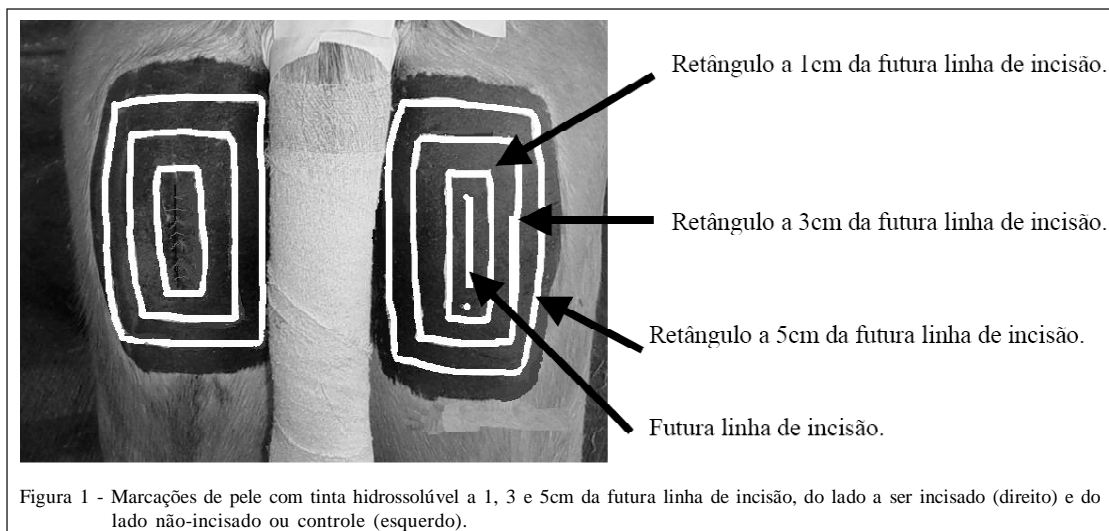 Retângulo a 1cm da futura linha de incisão.
Retângulo a 3cm da futura linha de incisão.
Retângulo a 5cm da futura linha de incisão.
Futura linha de incisão.
Figura 1 - Marcações de pele com tinta hidrossolúvel a 1, 3 e 5cm da futura linha de incisão, do lado a ser incisado (direito) e do
lado não-incisado ou controle (esquerdo).